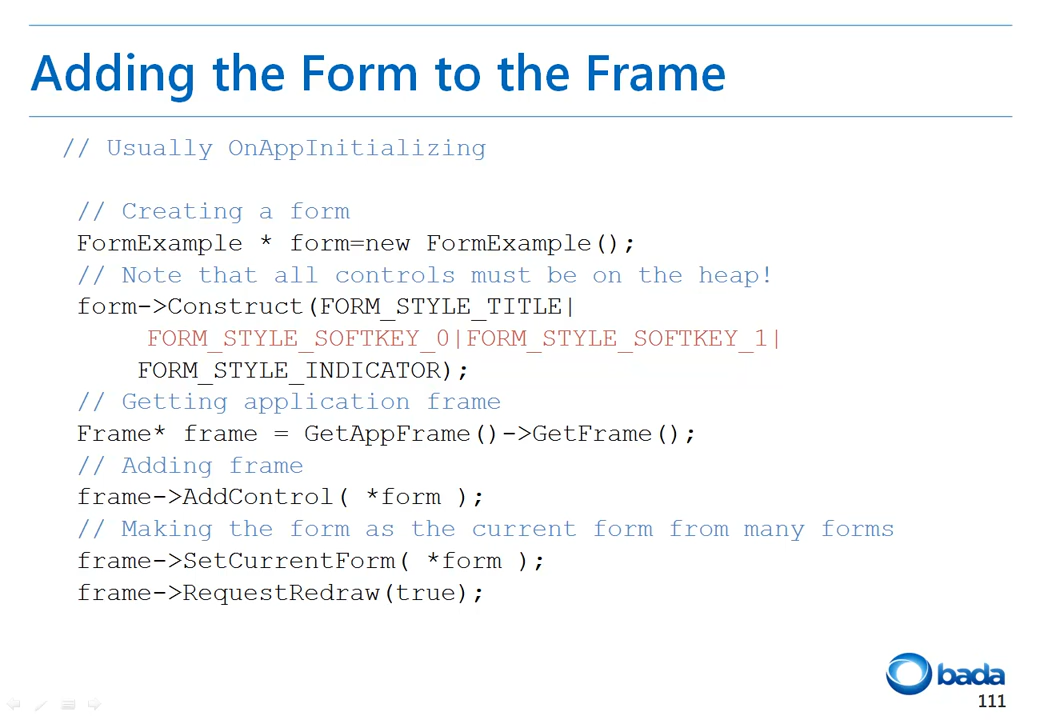 Adding the Form to the Frame
// Usually OnAppInitializing
// Creating a form
FormExample * form=new FormExample();
// Note that all controls must be on the heap!
form->Construct(FORM_STYLE_TITLE|
FORM_STYLE_SOFTKEY_0|FORM_STYLE_SOFTKEY_1|
FORM_STYLE_INDICATOR);
// Getting application frame
Frame* frame = GetAppFrame()->GetFrame();
// Adding frame
frame->AddControl( *form );
// Making the form as the current form from many forms
frame->SetCurrentForm( *form );
frame->RequestRedraw(true);
bada
111